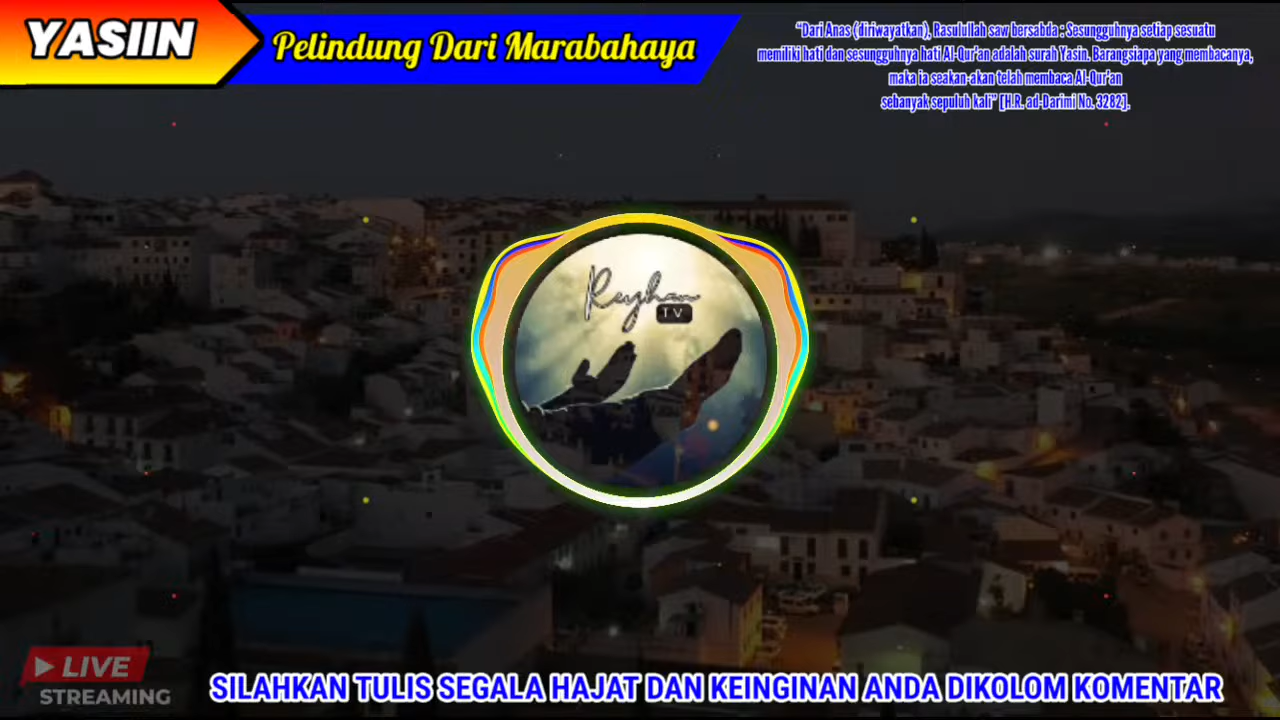 YASIIN
Pelindung Dari Marabahaya
"Dari Anas (diriwayatkan), Rasulullah saw bersabda : Sesungguhnya setiap sesuatu
memiliki hati dan sesungguhnya hati Al-Qur'an adalah surah Yasin. Barangsiapa yang membacanya,
maka ia seakan-akan telah membaca Al-Qur'an
sebanyak sepuluh kali" [H.R. ad-Darimi No. 3282].
Reyhan
TV
LIVE
STREAMING
SILAHKAN TULIS SEGALA HAJAT DAN KEINGINAN ANDA DIKOLOM KOMENTAR